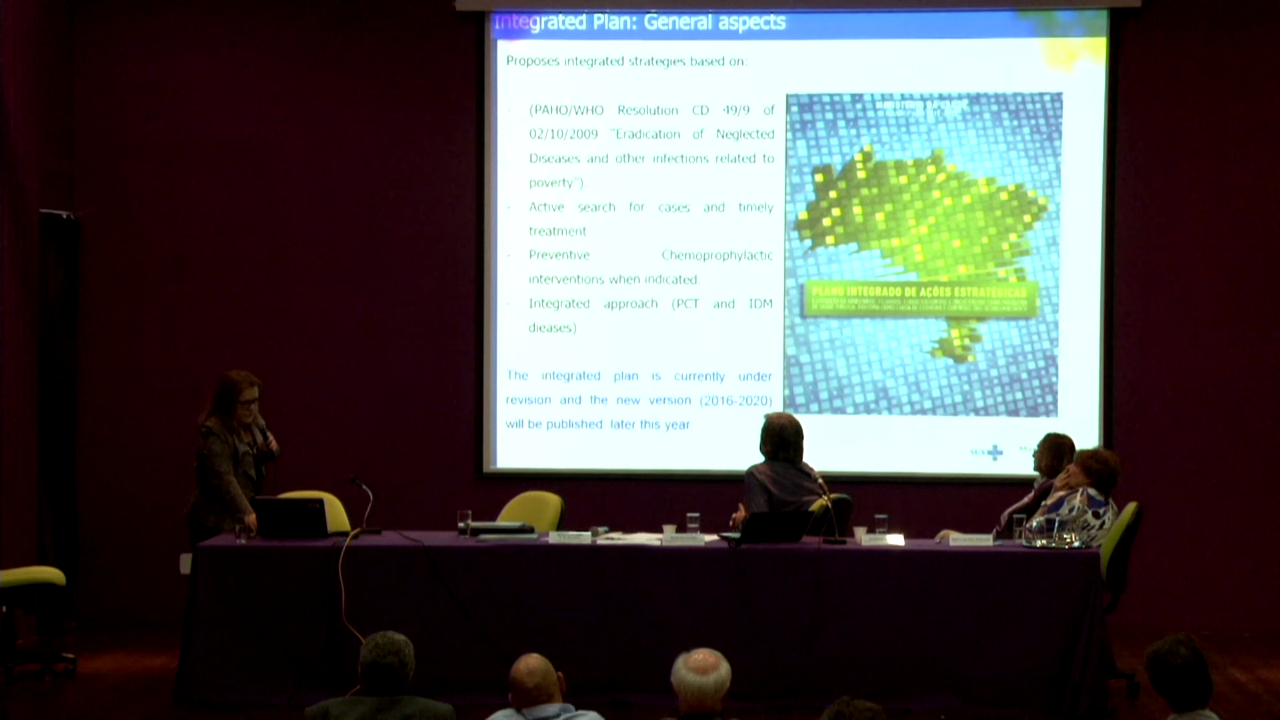 Integrated Plan: General aspects
Proposes integrated strategies based on:
- (PAHO/WHO Resolution CD 49/9 of
02/10/2009 "Eradication of Neglected
Diseases and other infections related to
poverty")
- Active search for cases and timely
treatment
- Preventive Chemoprophylactic
interventions when indicated
- Integrated approach (PCT and IDM
dieases)
The integrated plan is currently under
revision and the new version (2016-2020)
will be published later this year
PLANO INTEGRADO DE AÇÕES ESTRATÉGICAS
SUS